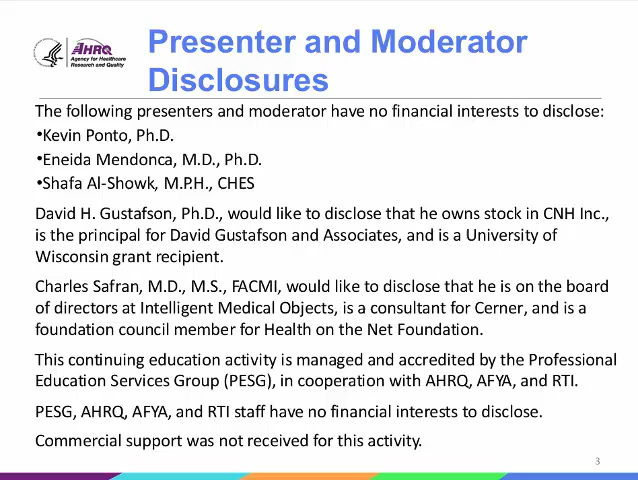 AHRQ
Agency for Healthcare
Research and Quality
Presenter and Moderator
Disclosures
The following presenters and moderator have no financial interests to disclose:
•Kevin Ponto, Ph.D.
•Eneida Mendonca, M.D., Ph.D.
•Shafa Al-Showk, M.P.H., CHES
David H. Gustafson, Ph.D., would like to disclose that he owns stock in CNH Inc.,
is the principal for David Gustafson and Associates, and is a University of
Wisconsin grant recipient.
Charles Safran, M.D., M.S., FACMI, would like to disclose that he is on the board
of directors at Intelligent Medical Objects, is a consultant for Cerner, and is a
foundation council member for Health on the Net Foundation.
This continuing education activity is managed and accredited by the Professional
Education Services Group (PESG), in cooperation with AHRQ, AFYA, and RTI.
PESG, AHRQ, AFYA, and RTI staff have no financial interests to disclose.
Commercial support was not received for this activity.
3